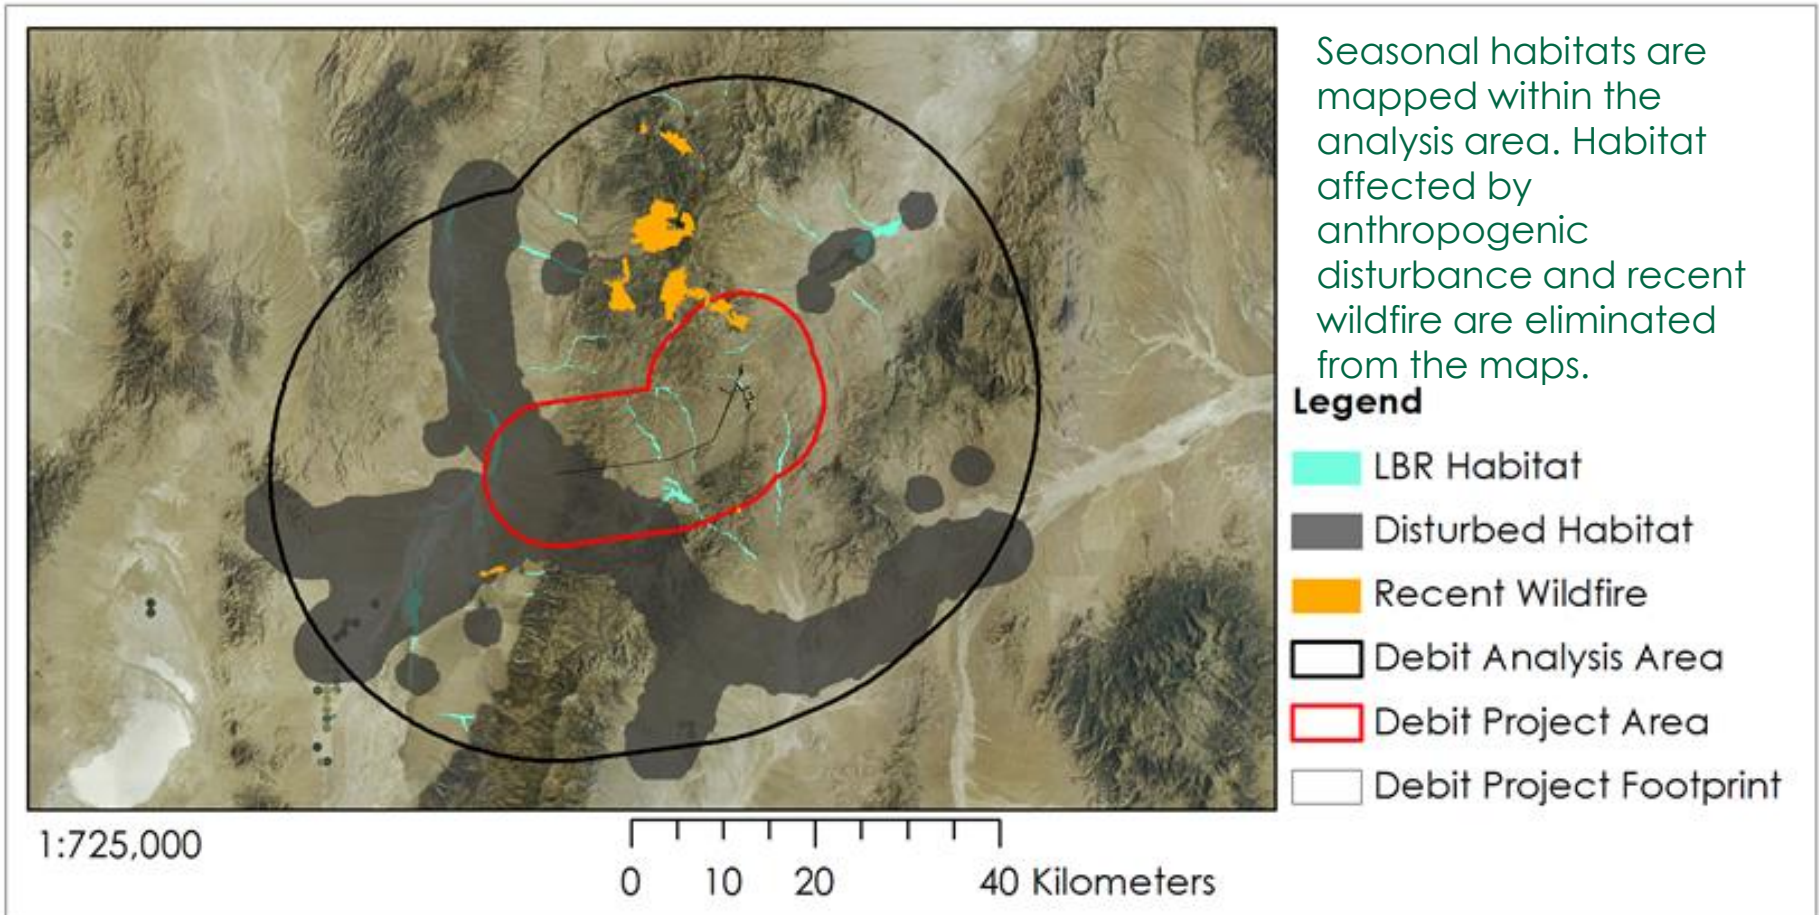 Seasonal habitats are
mapped within the
analysis area. Habitat
affected by
anthropogenic
disturbance and recent
wildfire are eliminated
from the maps.
Legend
LBR Habitat
Disturbed Habitat
Recent Wildfire
Debit Analysis Area
Debit Project Area
Debit Project Footprint
1:725,000
0 10 20 40 Kilometers